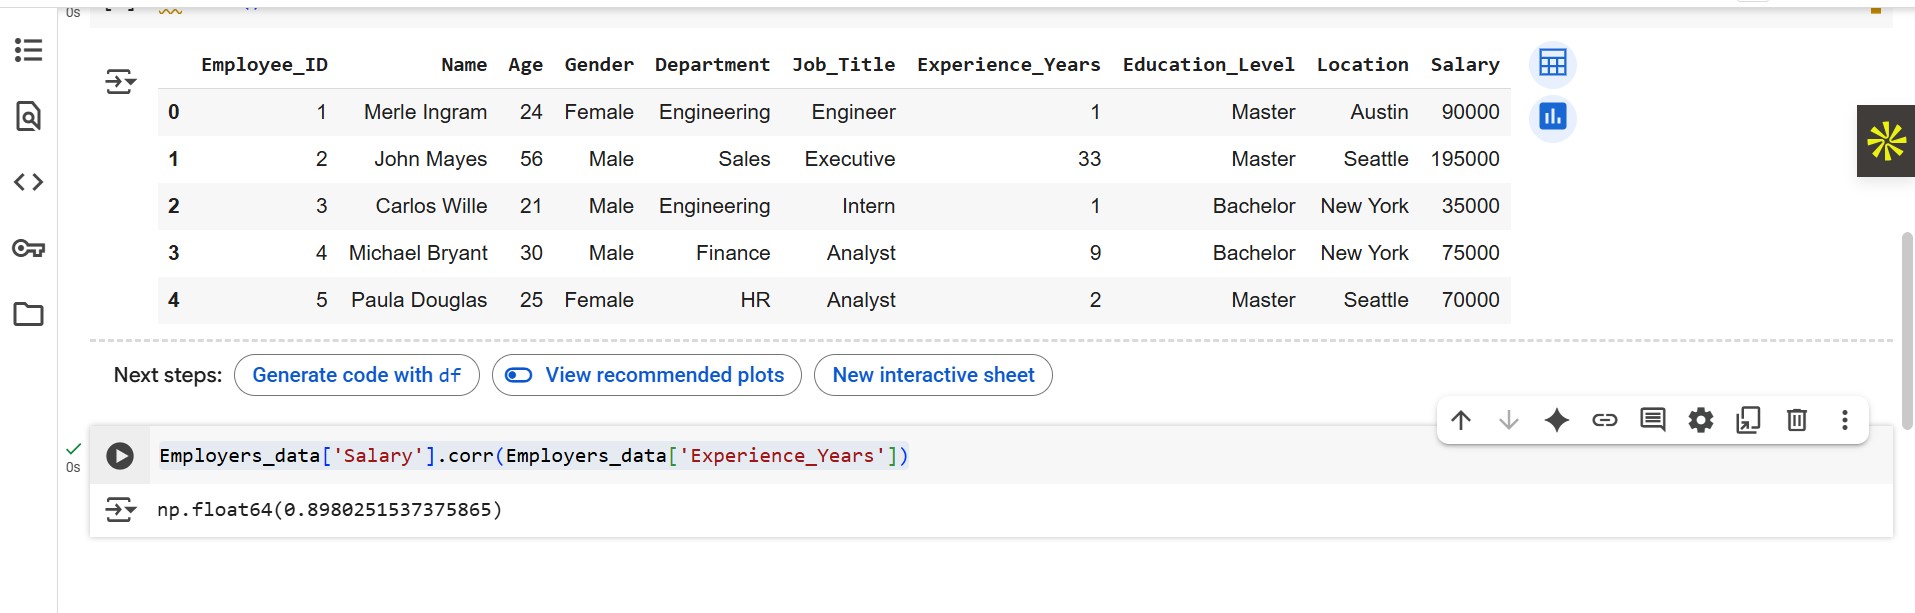 0s
Employee_ID Name Age Gender Department Job_Title Experience_Years Education_Level Location Salary
0 1 Merle Ingram 24 Female Engineering Engineer 1 Master Austin 90000
1 2 John Mayes 56 Male Sales Executive 33 Master Seattle 195000
2 3 Carlos Wille 21 Male Engineering Intern 1 Bachelor New York 35000
3 4 Michael Bryant 30 Male Finance Analyst 9 Bachelor New York 75000
4 5 Paula Douglas 25 Female HR Analyst 2 Master Seattle 70000
Next steps: Generate code with df View recommended plots New interactive sheet
Employers_data['Salary'].corr(Employers_data['Experience_Years'])
0s
np.float64(0.8980251537375865)